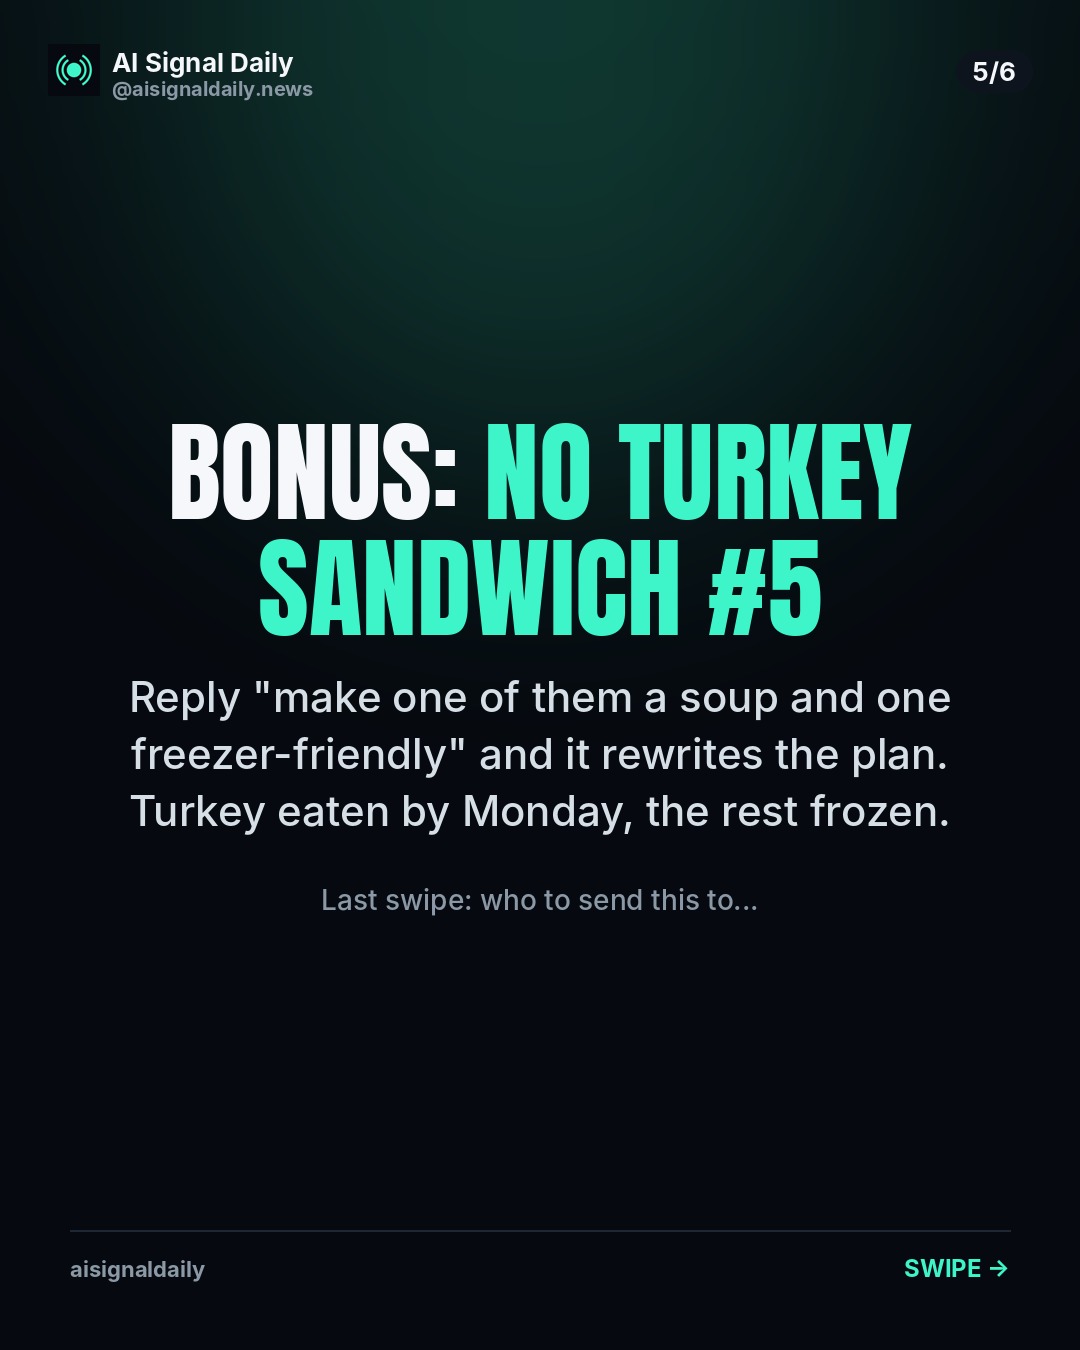 AI Signal Daily
@aisignaldaily.news
5/6
BONUS: NO TURKEY
SANDWICH #5
Reply "make one of them a soup and one
freezer-friendly" and it rewrites the plan.
Turkey eaten by Monday, the rest frozen.
Last swipe: who to send this to...
aisignaldaily
SWIPE →